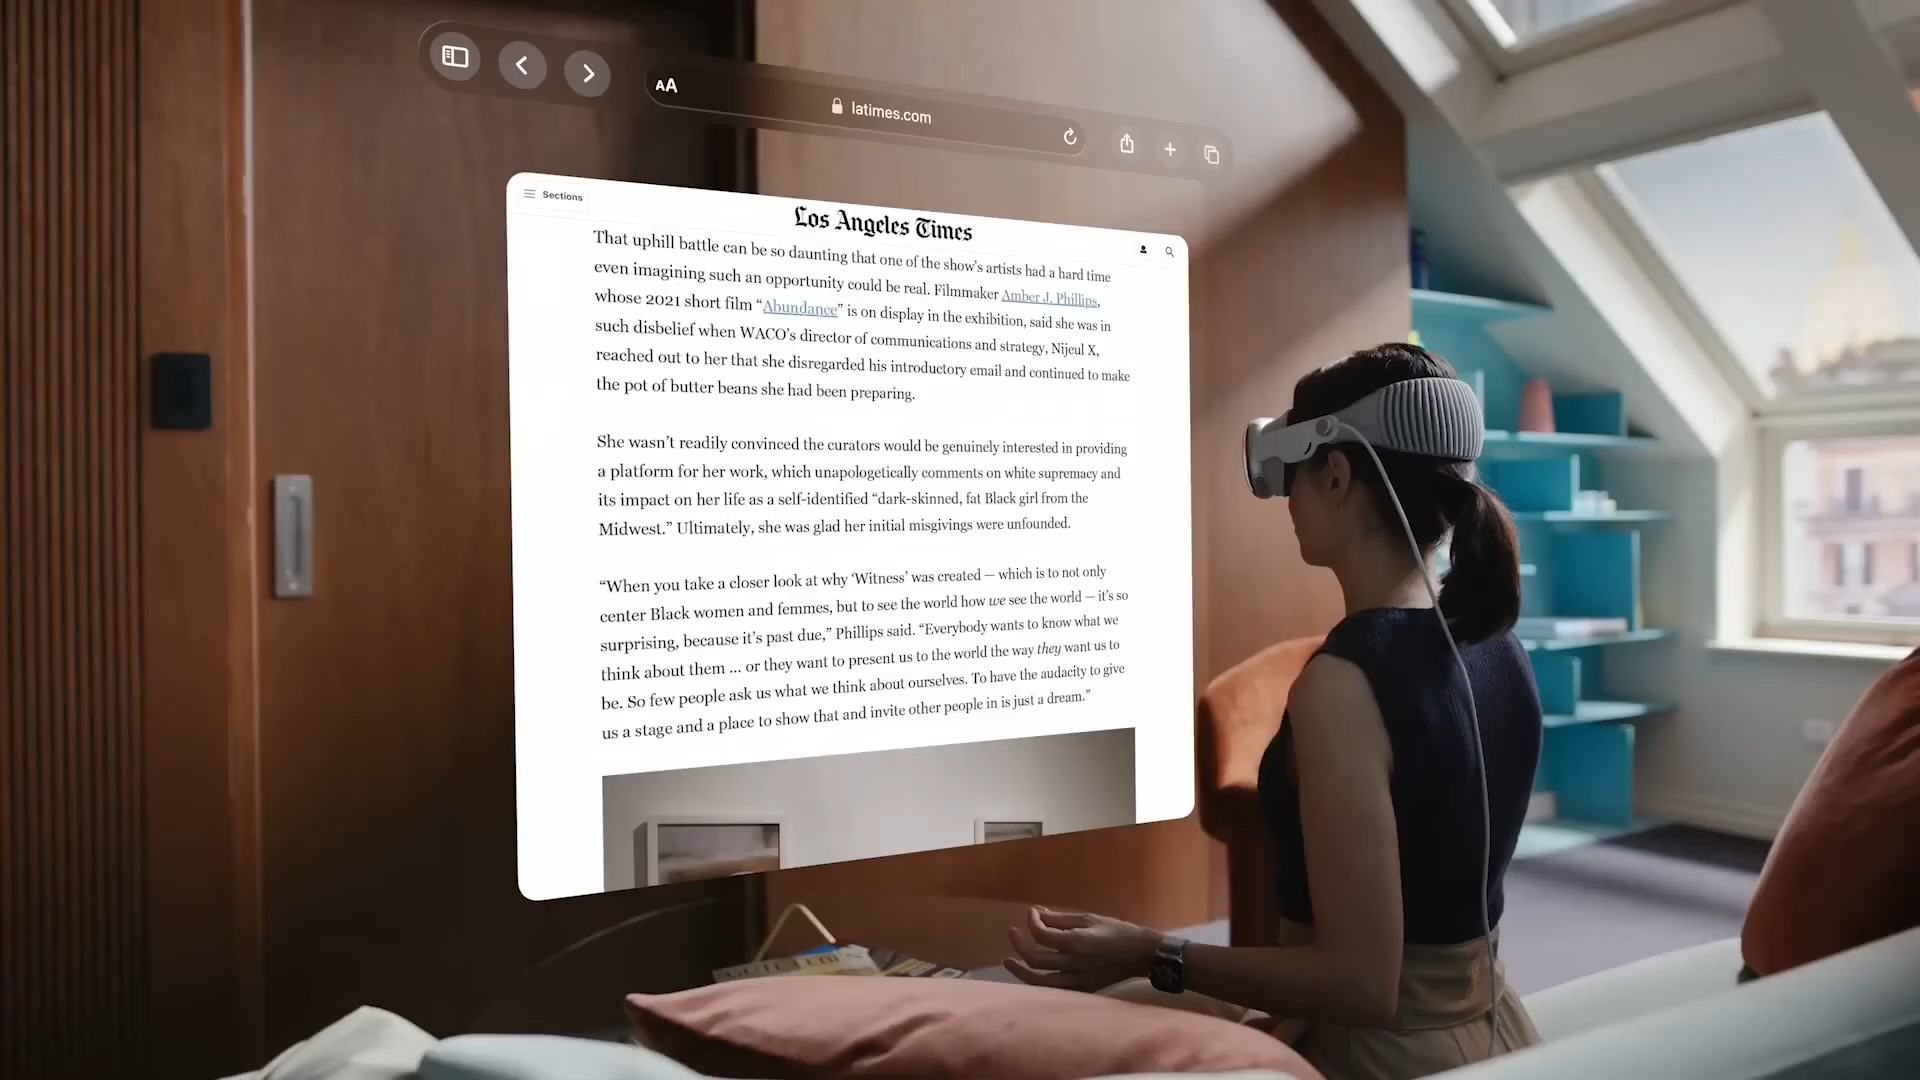 AA
latimes.com
Sections
Los Angeles Times
That uphill battle can be so daunting that one of the show’s artists had a hard time
even imagining such an opportunity could be real. Filmmaker Amber J. Phillips,
whose 2021 short film “Abundance” is on display in the exhibition, said she was in
such disbelief when WACO’s director of communications and strategy, Nijeul X,
reached out to her that she disregarded his introductory email and continued to make
the pot of butter beans she had been preparing.
She wasn’t readily convinced the curators would be genuinely interested in providing
a platform for her work, which unapologetically comments on white supremacy and
its impact on her life as a self-identified “dark-skinned, fat Black girl from the
Midwest.” Ultimately, she was glad her initial misgivings were unfounded.
“When you take a closer look at why ‘Witness’ was created — which is to not only
center Black women and femmes, but to see the world how we see the world — it’s so
surprising, because it’s past due,” Phillips said. “Everybody wants to know what we
think about them ... or they want to present us to the world the way they want us to
be. So few people ask us what we think about ourselves. To have the audacity to give
us a stage and a place to show that and invite other people in is just a dream.”